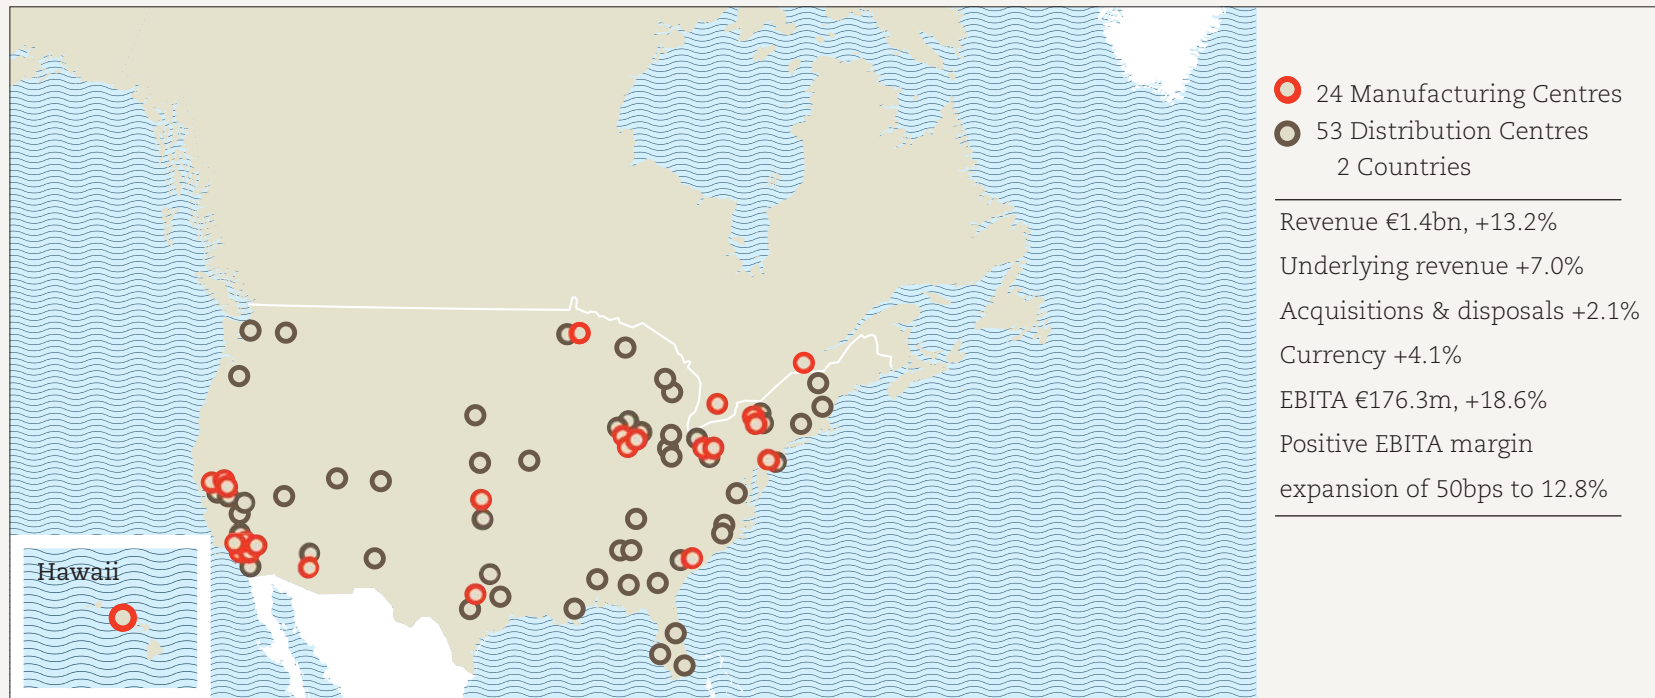 24 Manufacturing Centres
53 Distribution Centres
2 Countries
Revenue €1.4bn, +13.2%
Underlying revenue +7.0%
Acquisitions & disposals +2.1%
Currency +4.1%
EBITA €176.3m, +18.6%
Positive EBITA margin
expansion of 50bps to 12.8%
Hawaii